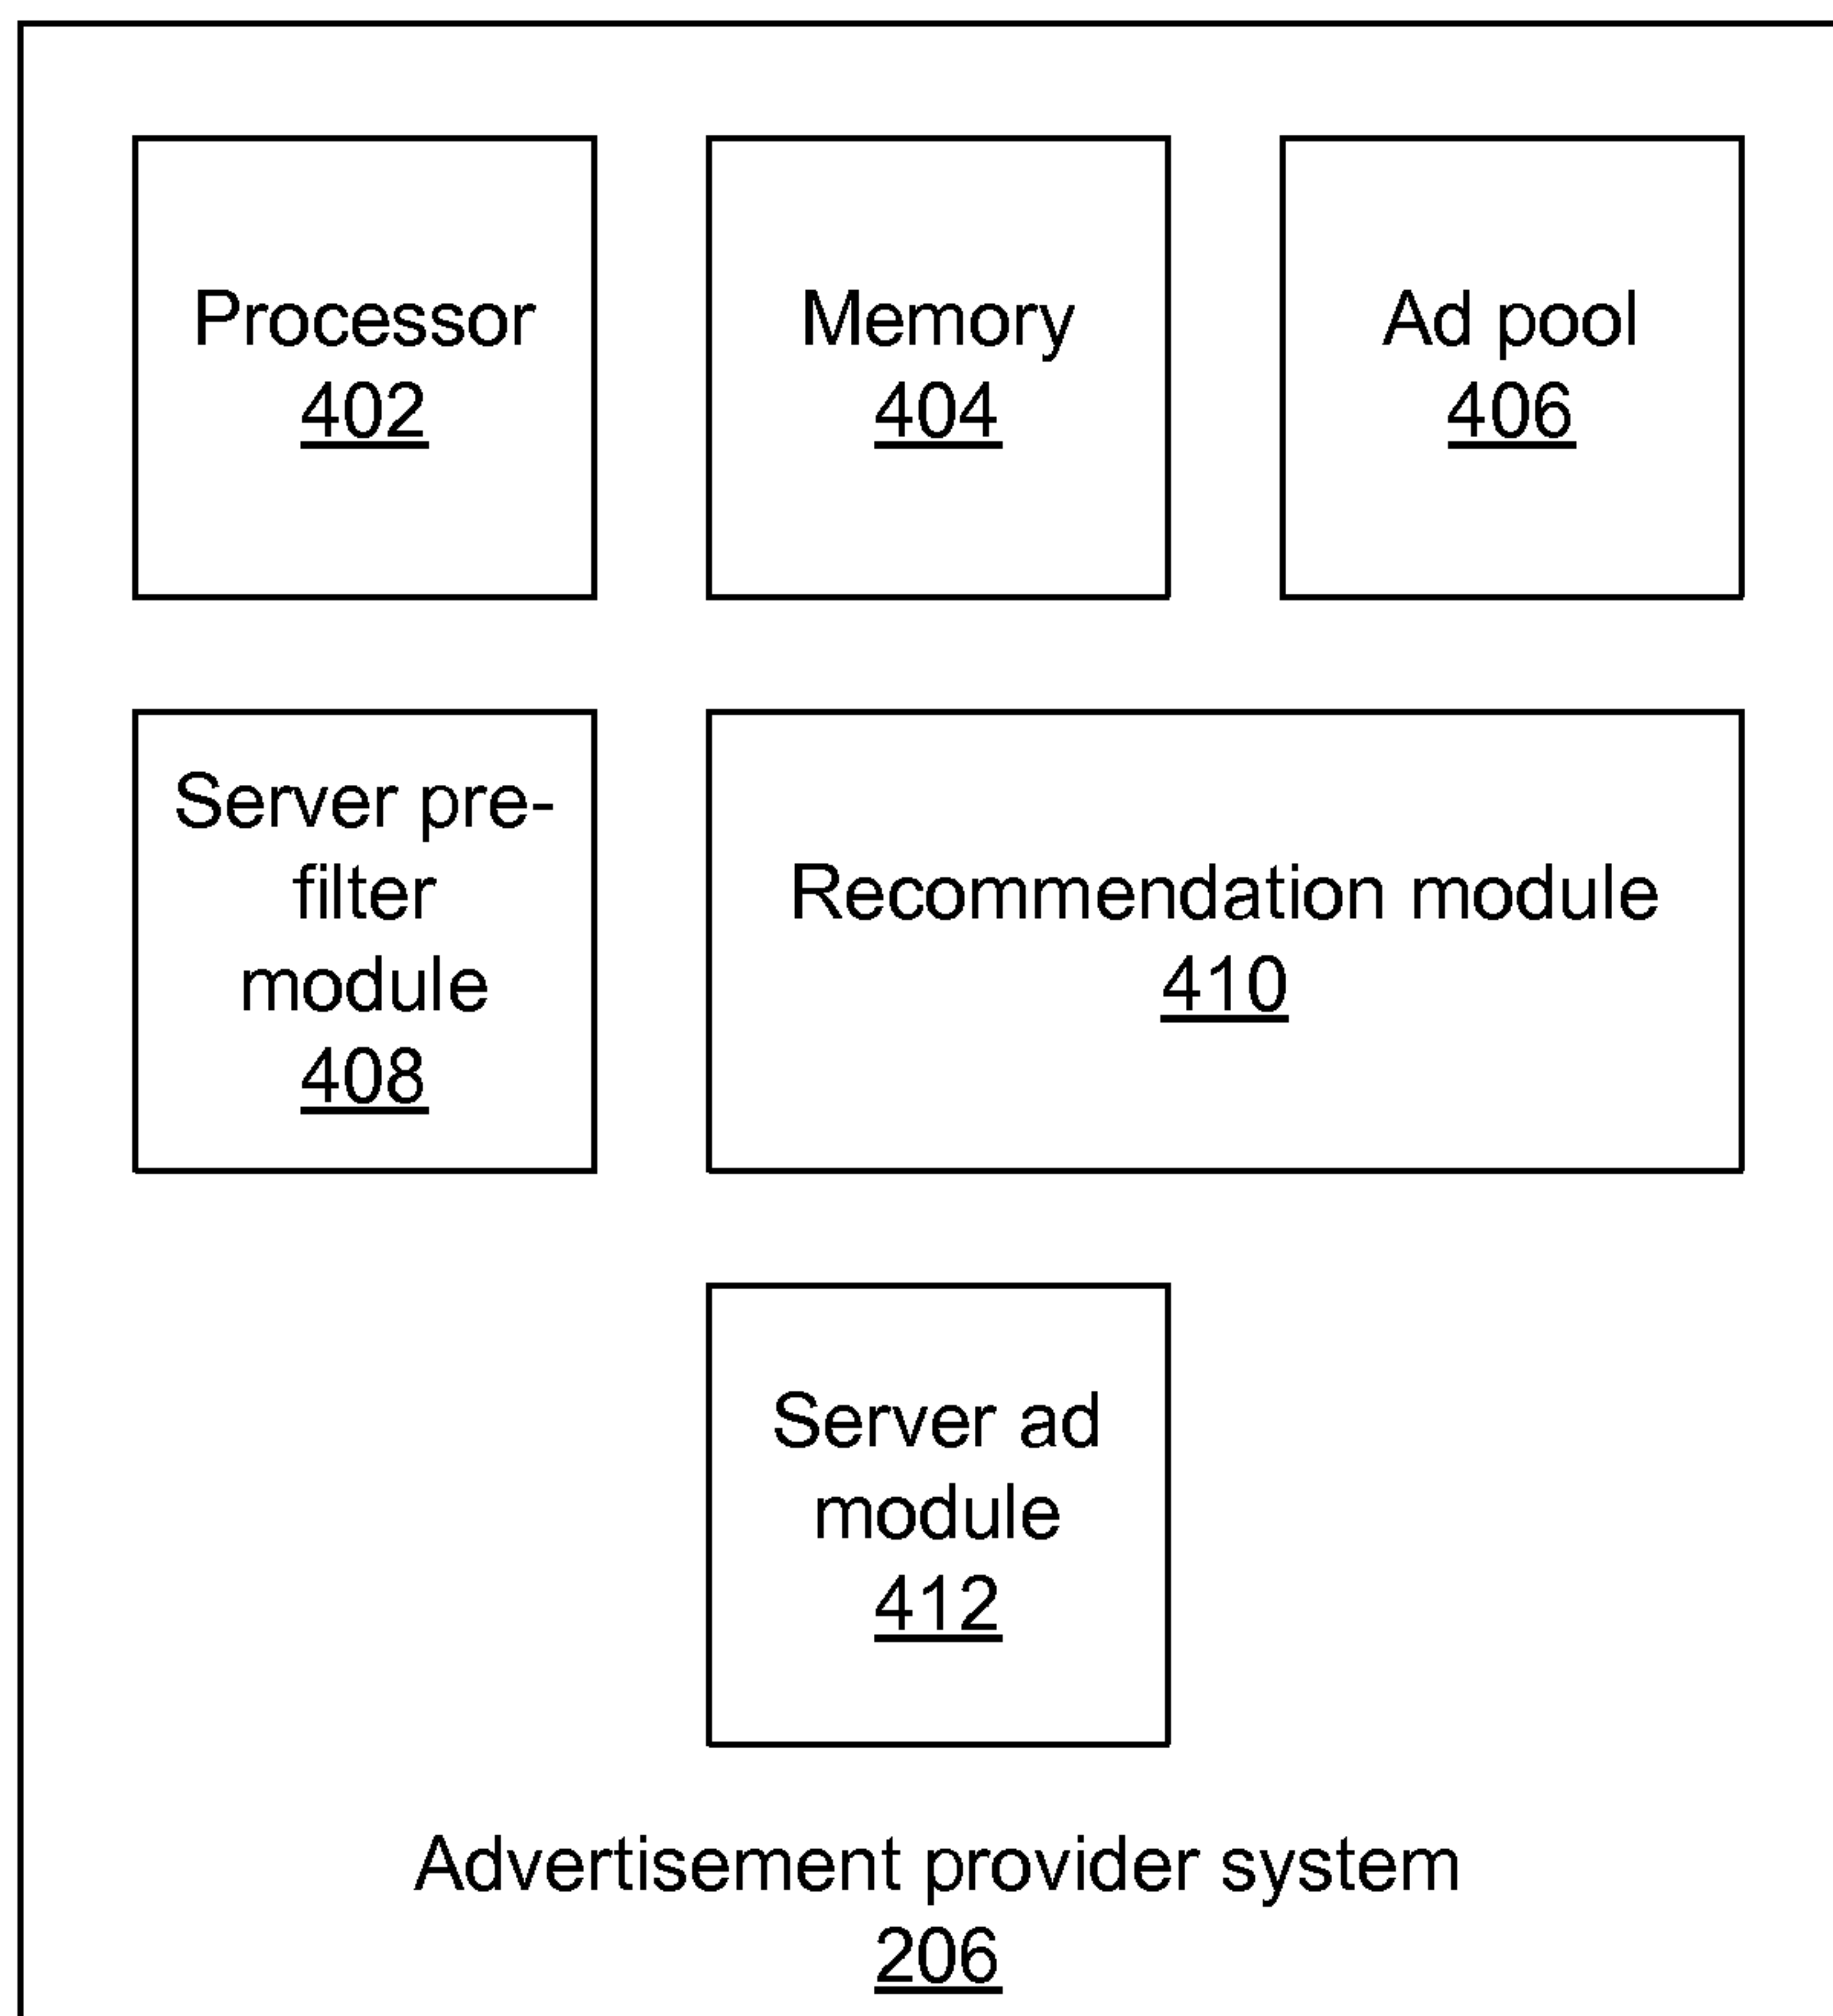 Processor
402
Memory
404
Ad pool
406
Server pre-
filter
module
408
Recommendation module
410
Server ad
module
412
Advertisement provider system
206